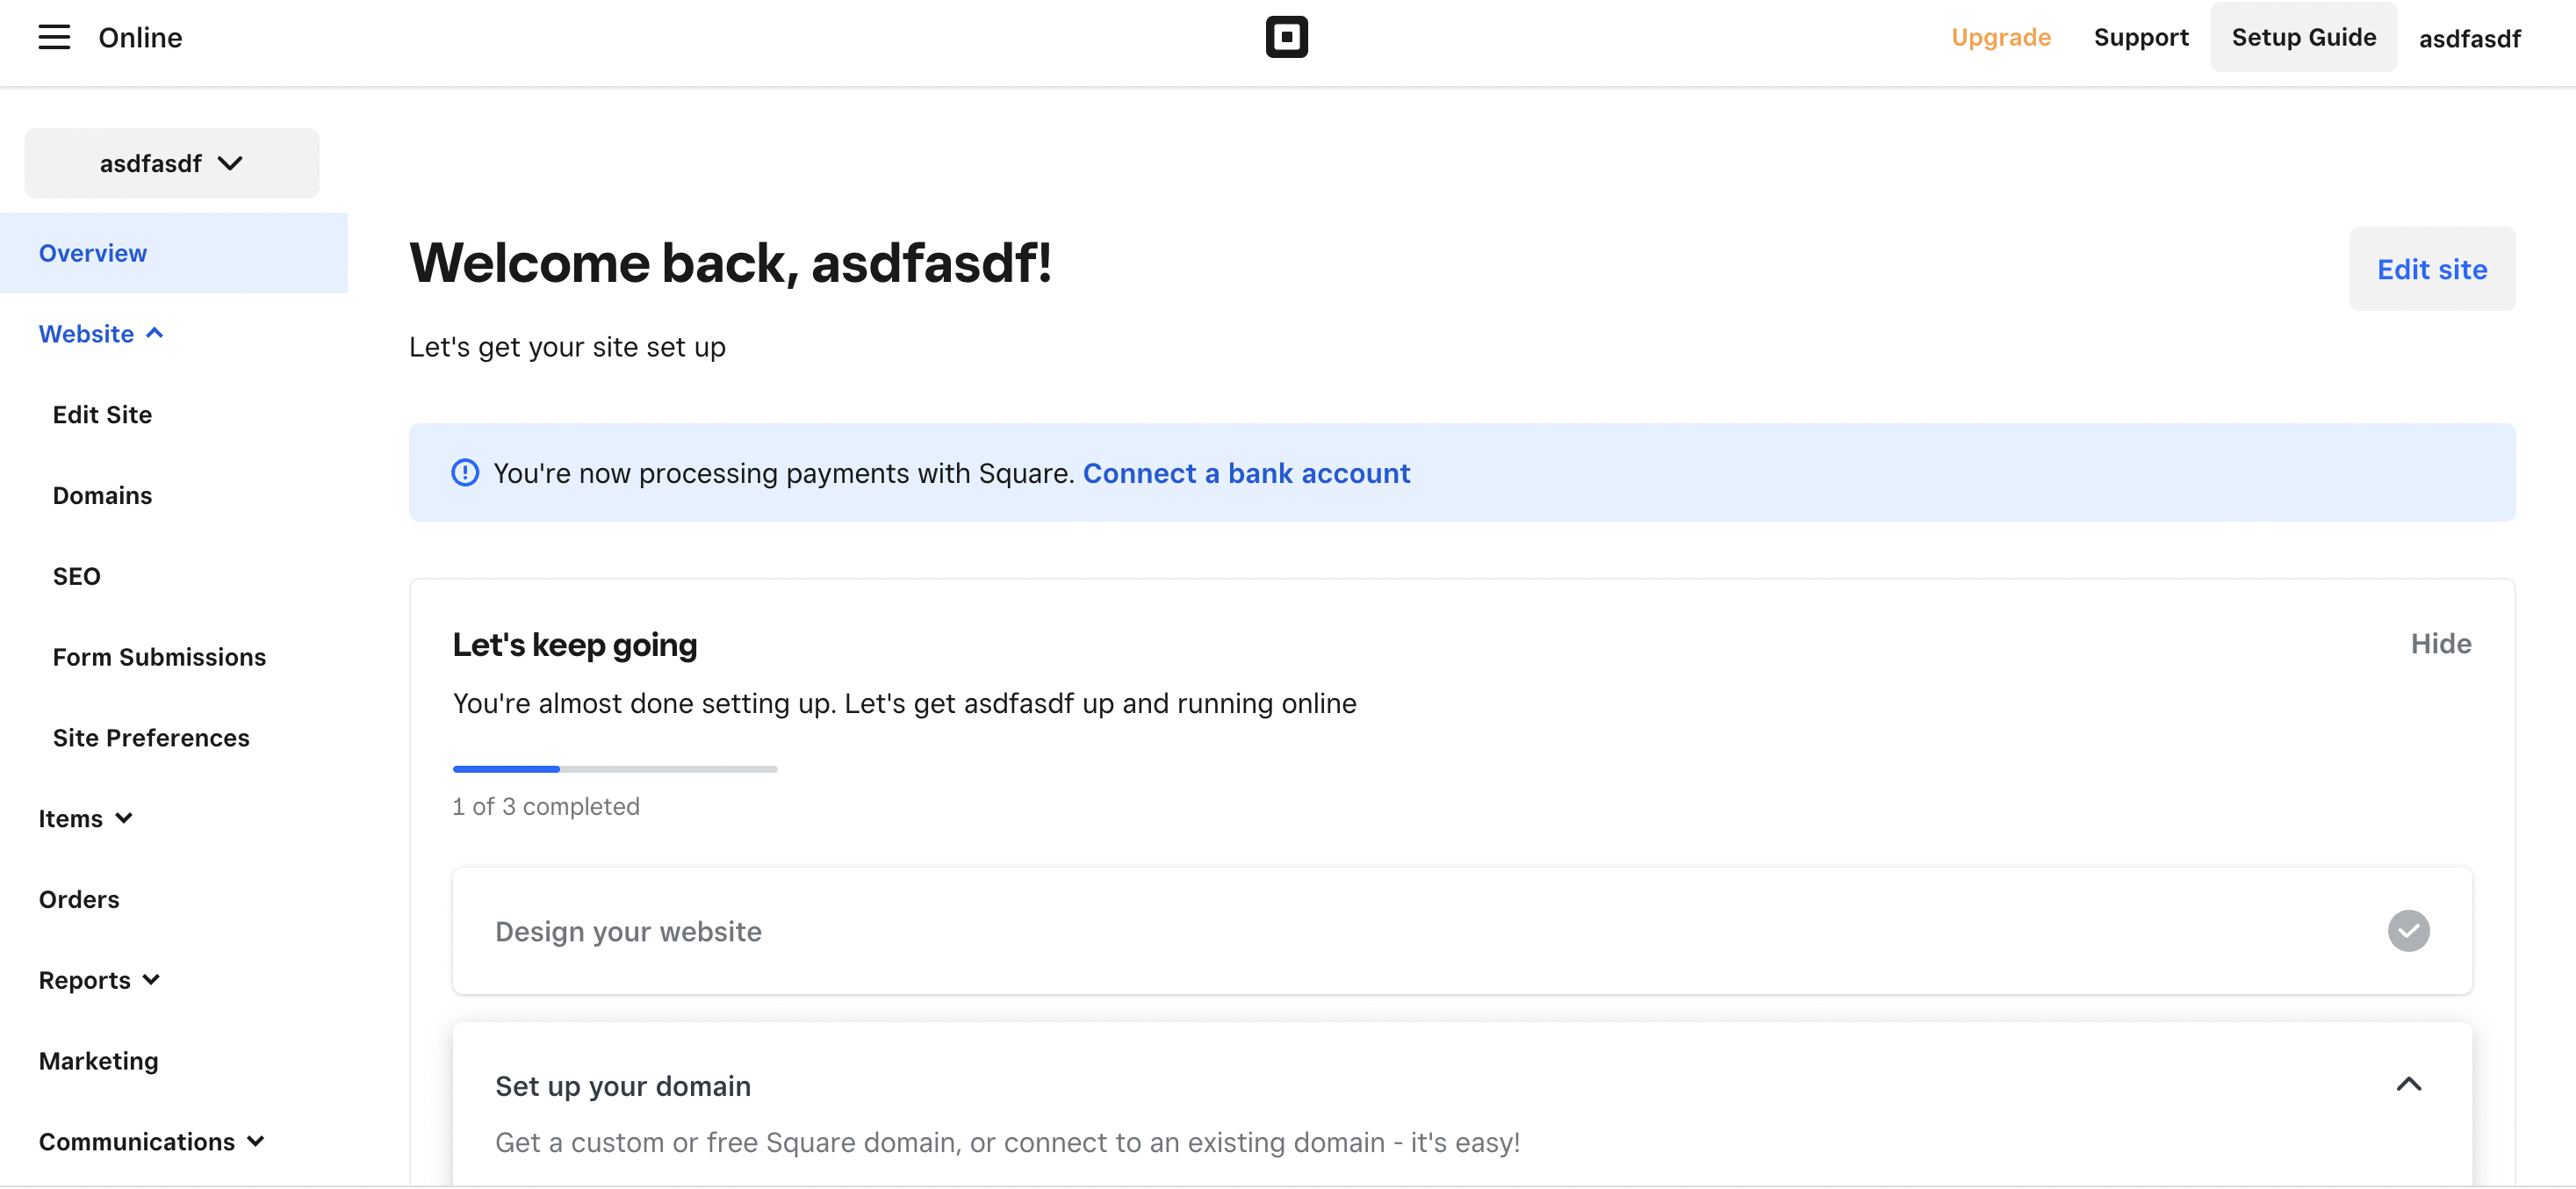 Online
Upgrade
Support
Setup Guide
asdfasdf
asdfasdf
Overview
Website
Edit Site
Domains
SEO
Form Submissions
Site Preferences
Items
Orders
Reports
Marketing
Communications
Welcome back, asdfasdf!
Edit site
Let's get your site set up
You're now processing payments with Square. Connect a bank account
Let's keep going
Hide
You're almost done setting up. Let's get asdfasdf up and running online
1 of 3 completed
Design your website
Set up your domain
Get a custom or free Square domain, or connect to an existing domain - it's easy!